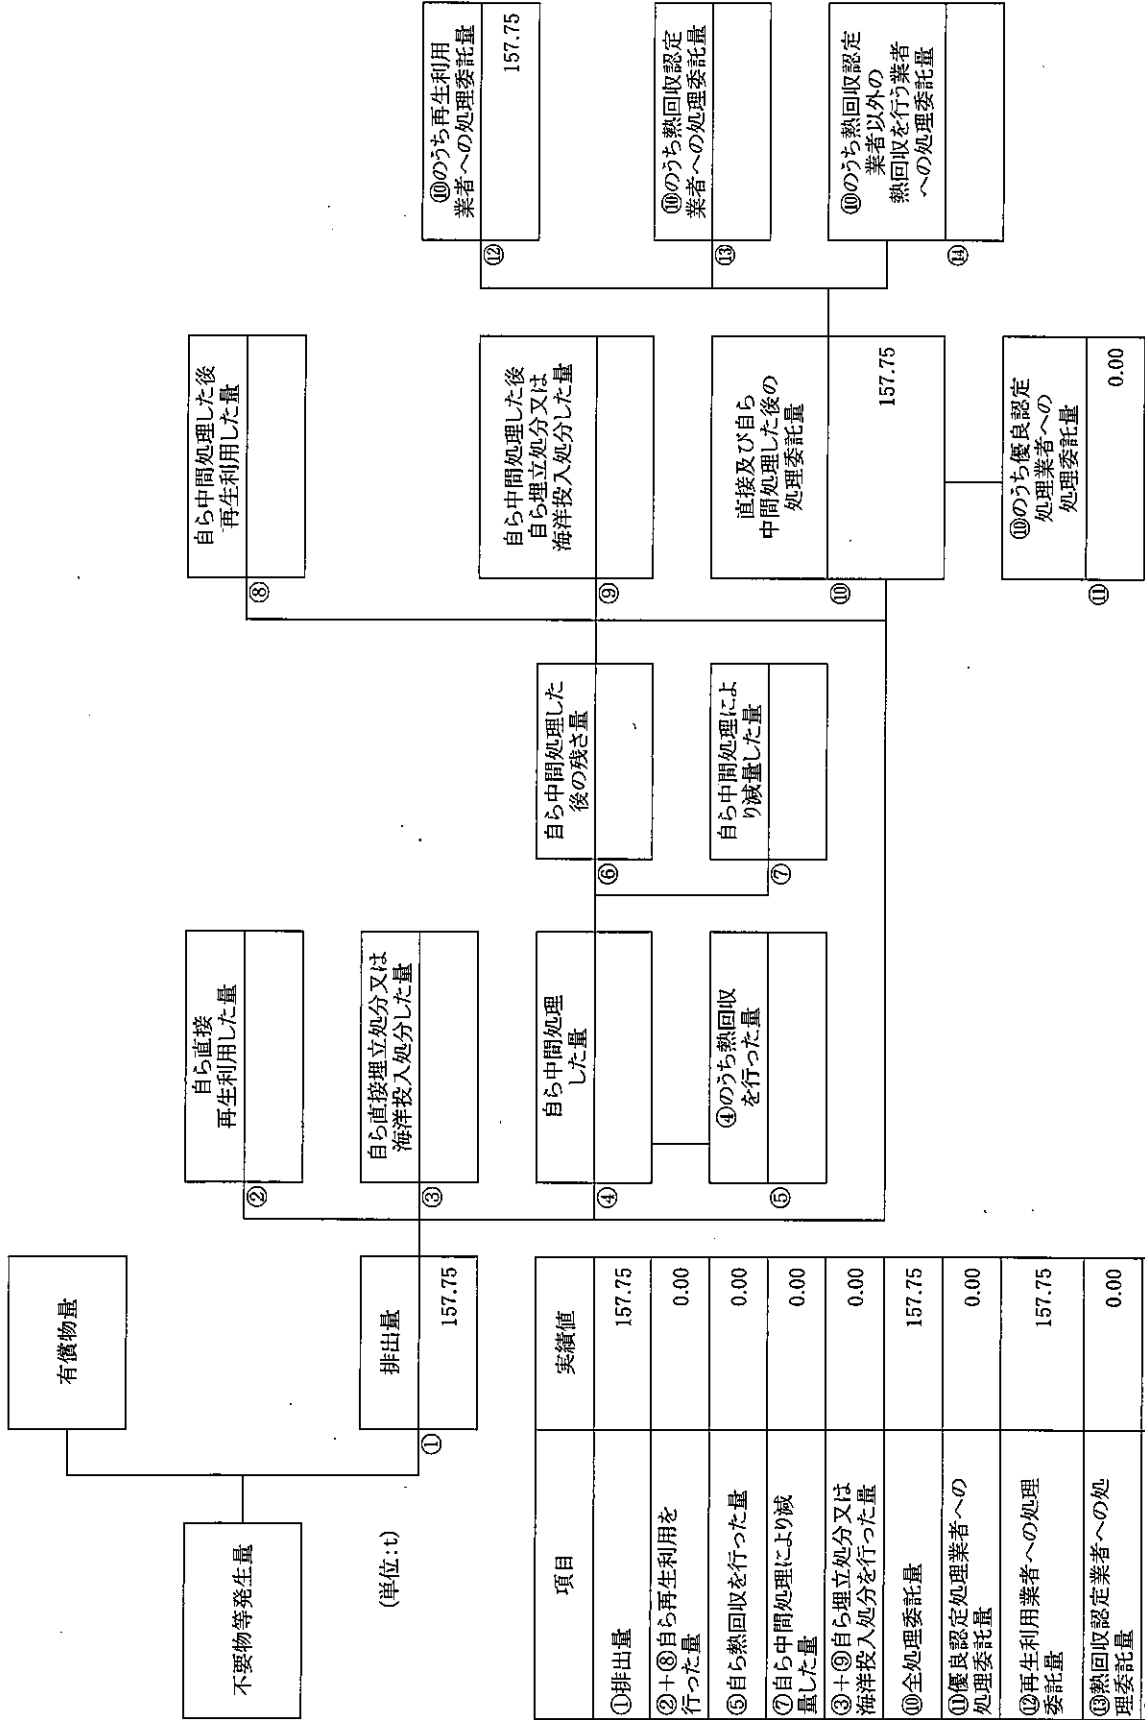 不要物等発生量
(単位:t)
有償物量
①
排出量
157.75
②
自ら直接
再生利用した量
③
自ら直接埋立処分又は
海洋投入処分した量
④
自ら中間処理
した量
⑤
④のうち熱回収
を行った量
⑥
自ら中間処理した
後の残さ量
⑦
自ら中間処理によ
り減量した量
⑧
自ら中間処理した後
再生利用した量
⑨
自ら中間処理した後
自ら埋立処分又は
海洋投入処分した量
⑩
直接及び自ら
中間処理した後の
処理委託量
157.75
⑪
⑩のうち優良認定
処理業者への
処理委託量
0.00
⑫
⑩のうち再生利用
業者への処理委託量
157.75
⑬
⑩のうち熱回収認定
業者への処理委託量
⑭
⑩のうち熱回収認定
業者以外の
熱回収を行う業者
への処理委託量
項目 実績値
①排出量 157.75
②+⑧自ら再生利用を
行った量 0.00
⑤自ら熱回収を行った量 0.00
⑦自ら中間処理により減
量した量 0.00
③+⑨自ら埋立処分又は
海洋投入処分を行った量 0.00
⑩全処理委託量 157.75
⑪優良認定処理業者への
処理委託量 0.00
⑫再生利用業者への処理
委託量 157.75
⑬熱回収認定業者への処
理委託量 0.00